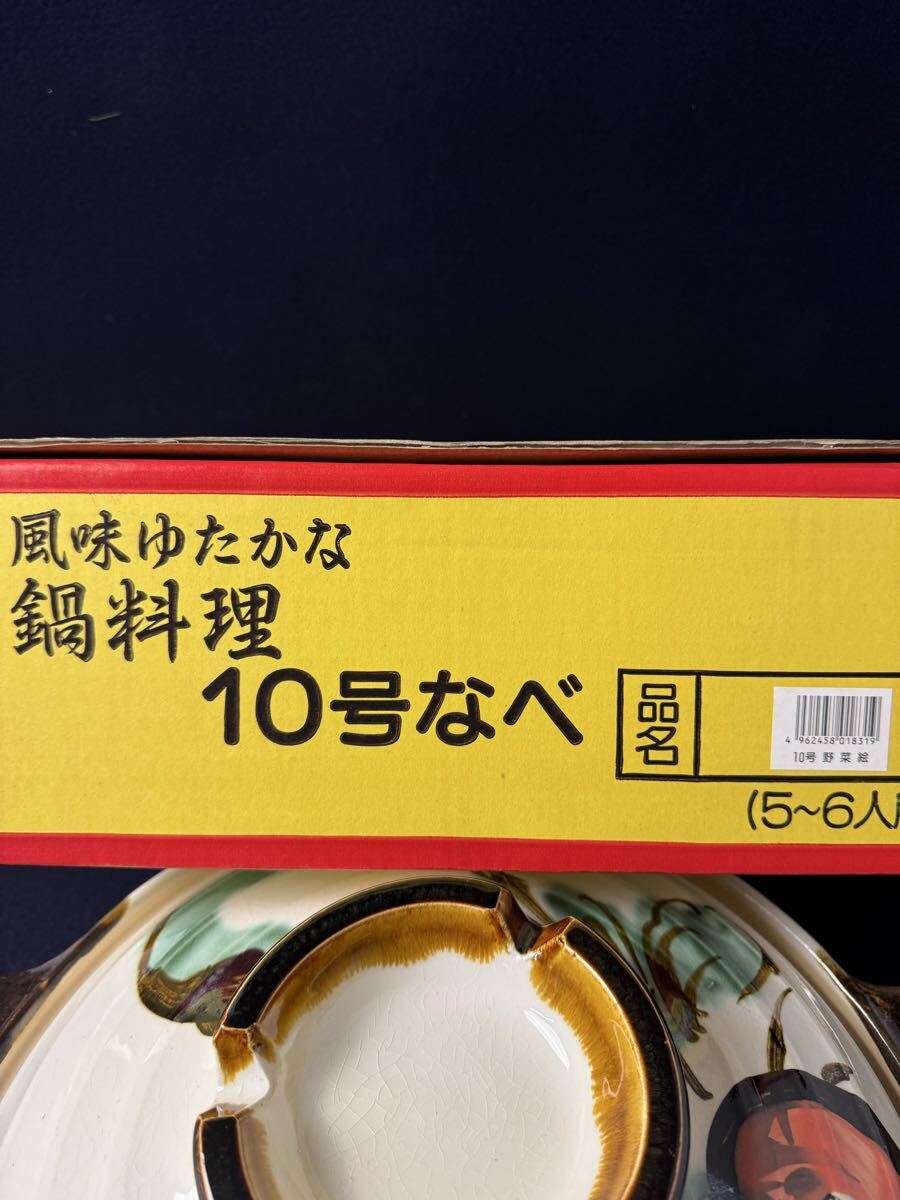 風味ゆたかな
鍋料理
10号なべ
品名
4 962458 018319
10号 野菜絵
(5~6人